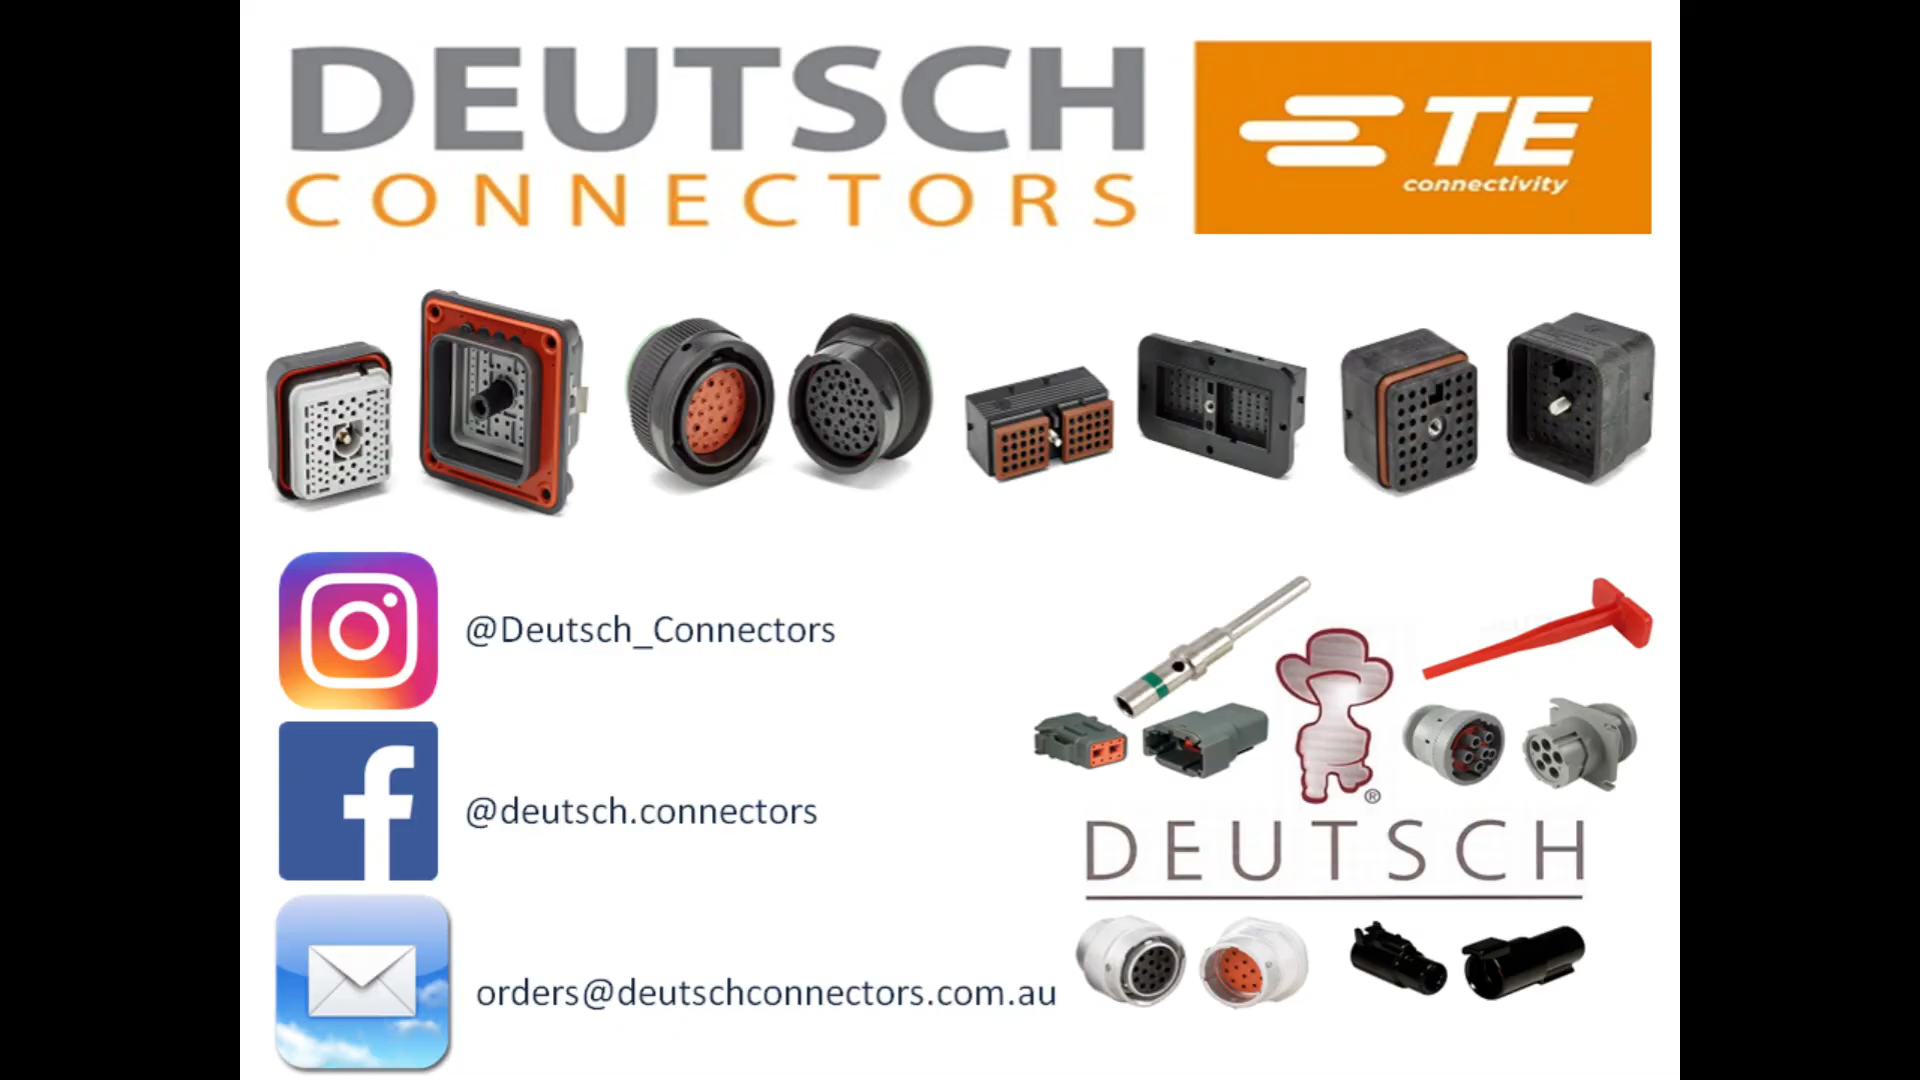 DEUTSCH
CONNECTORS
TE
connectivity
@Deutsch_Connectors
@deutsch.connectors
®
DEUTSCH
orders@deutschconnectors.com.au